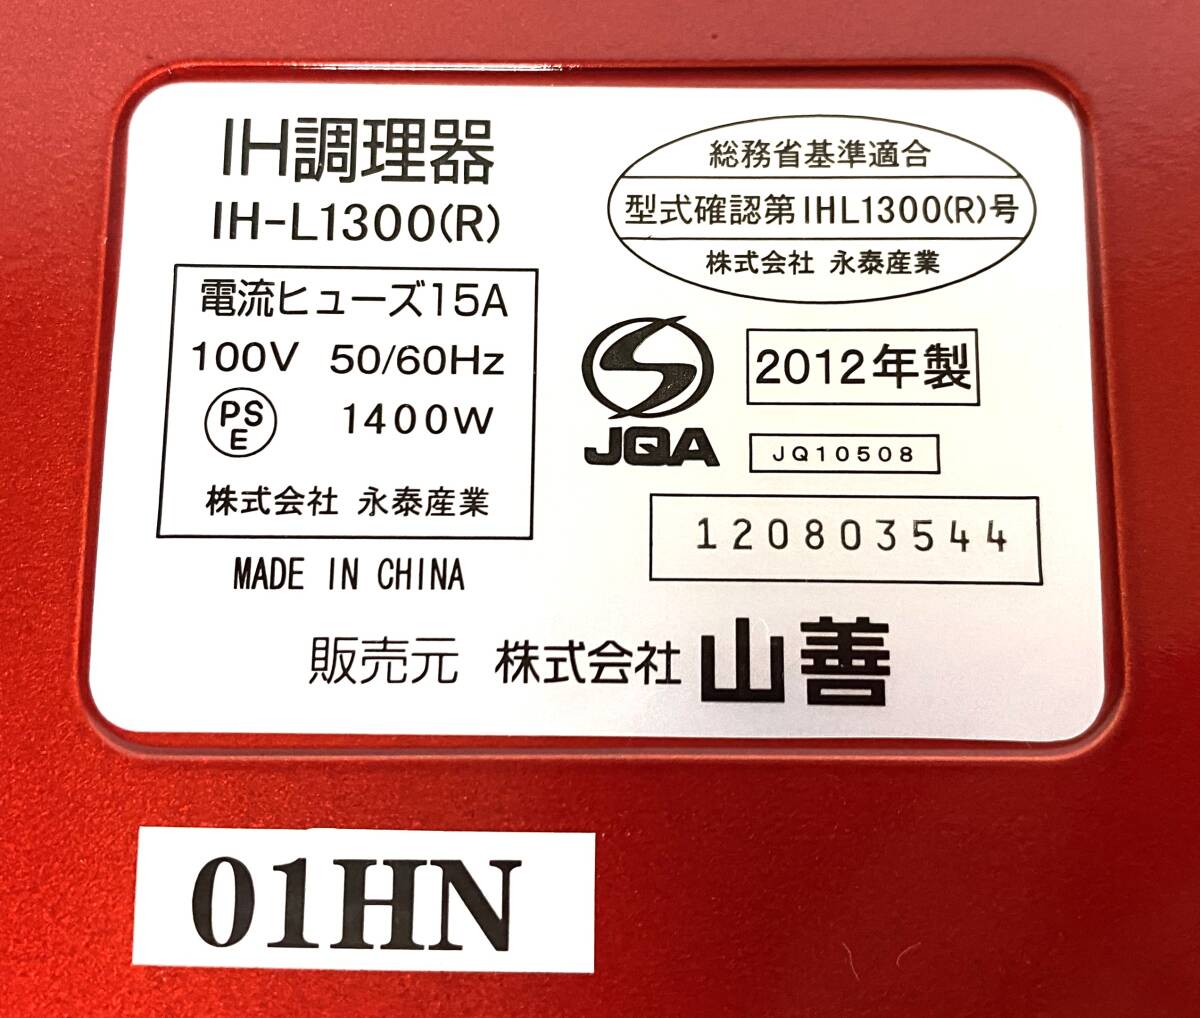 IH調理器
IH-L1300(R)
電流ヒューズ15A
100V 50/60Hz
PS
E
1400W
株式会社 永泰産業
MADE IN CHINA
総務省基準適合
型式確認第IHL1300(R)号
株式会社 永泰産業
JQA
2012年製
JQ10508
120803544
販売元 株式会社 山善
01HN